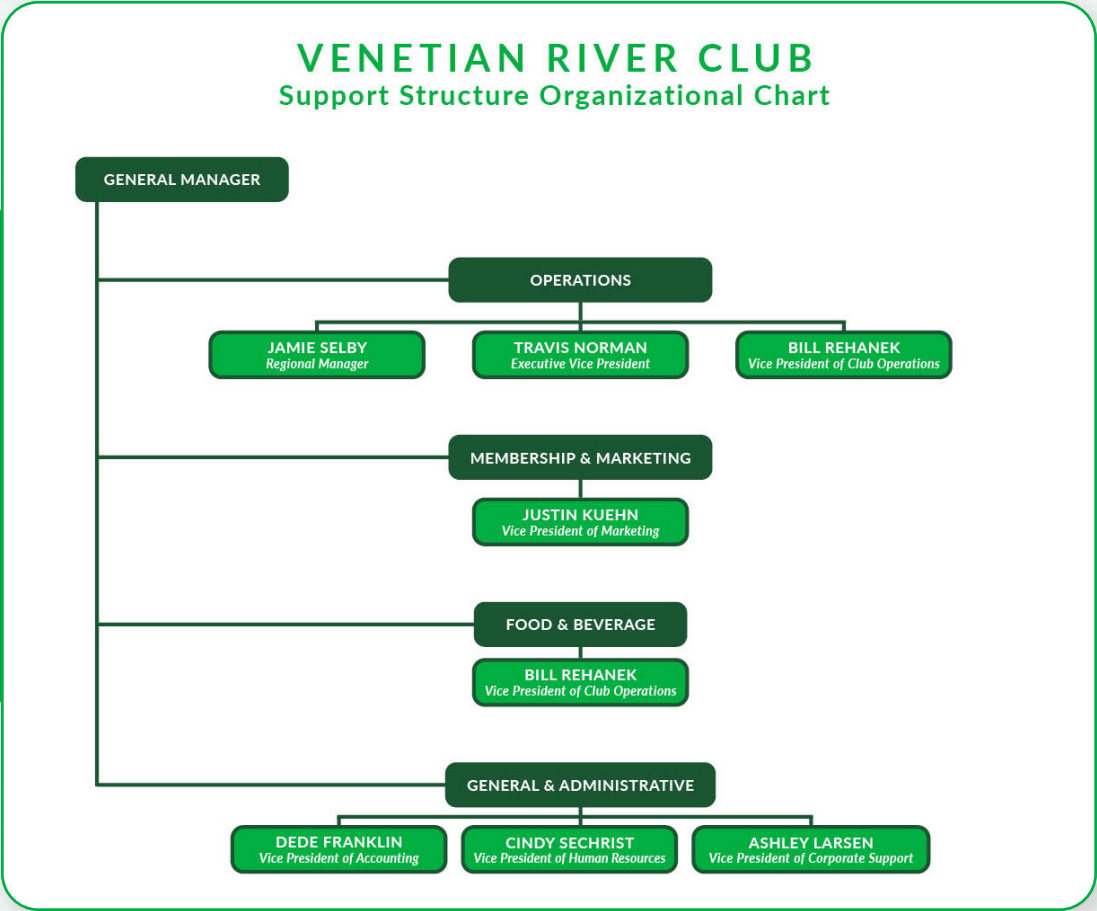 VENETIAN RIVER CLUB
Support Structure Organizational Chart
GENERAL MANAGER
OPERATIONS
JAMIE SELBY
Regional Manager
TRAVIS NORMAN
Executive Vice President
BILL REHANEK
Vice President of Club Operations
MEMBERSHIP & MARKETING
JUSTIN KUEHN
Vice President of Marketing
FOOD & BEVERAGE
BILL REHANEK
Vice President of Club Operations
GENERAL & ADMINISTRATIVE
DEDE FRANKLIN
Vice President of Accounting
CINDY SECHRIST
Vice President of Human Resources
ASHLEY LARSEN
Vice President of Corporate Support